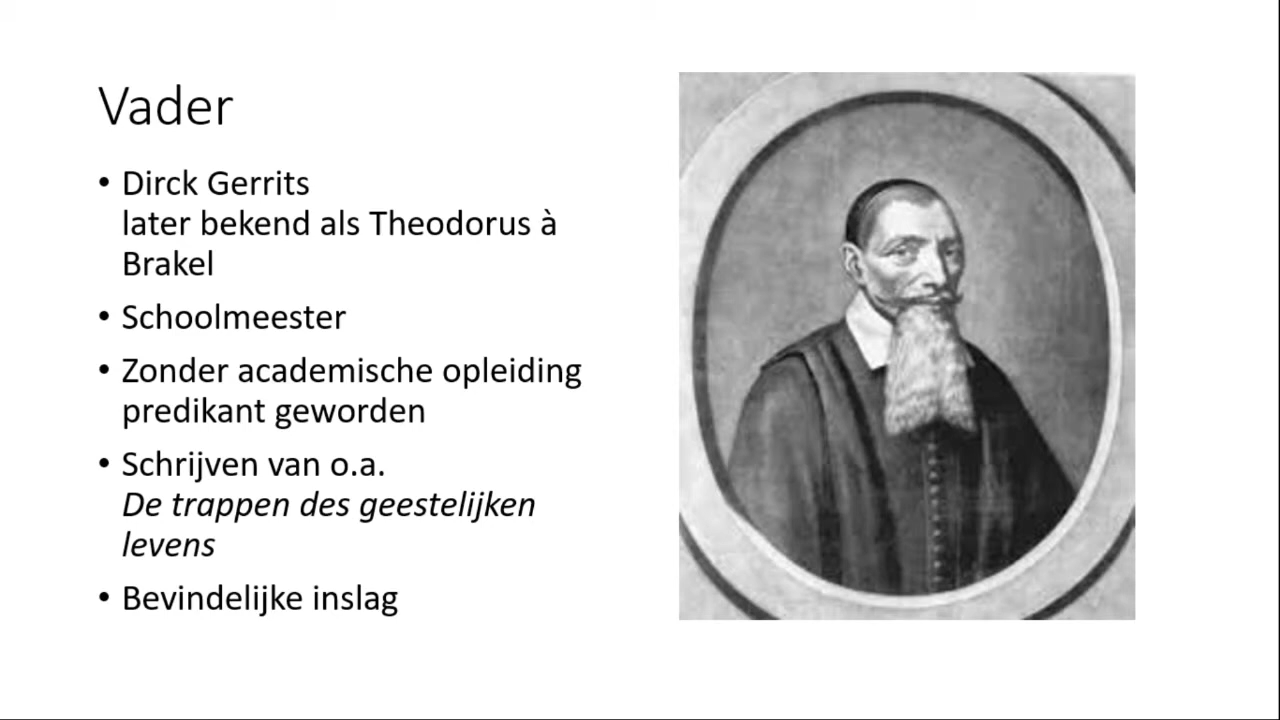 Vader
• Dirck Gerrits
later bekend als Theodorus à
Brakel
• Schoolmeester
• Zonder academische opleiding
predikant geworden
• Schrijven van o.a.
De trappen des geestelijken
levens
• Bevindelijke inslag